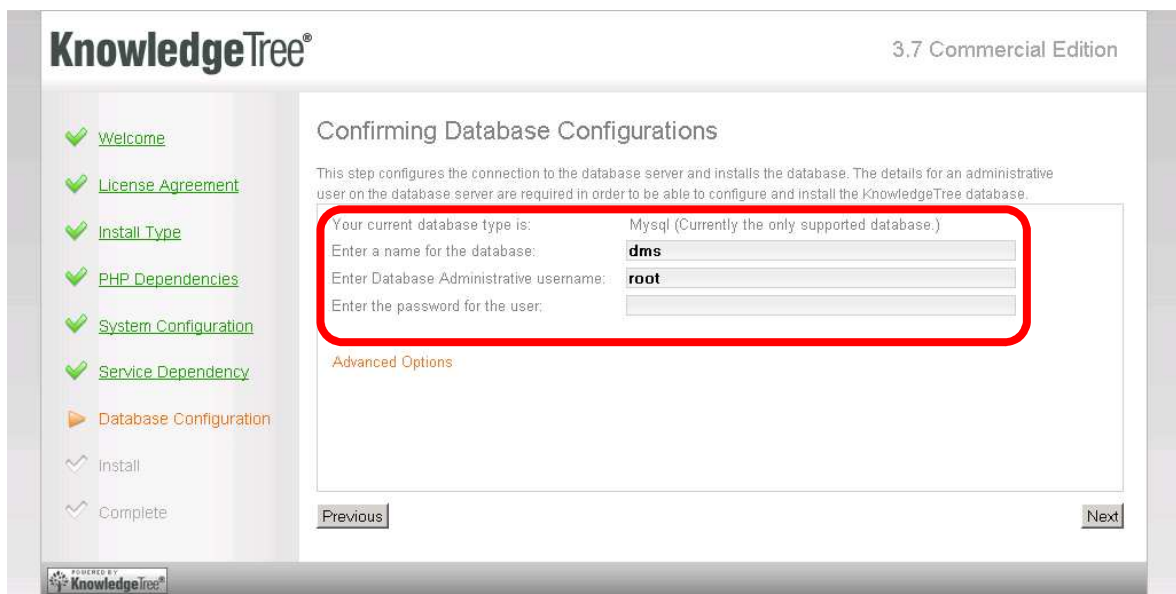 KnowledgeTree®
3.7 Commercial Edition
Welcome
License Agreement
Install Type
PHP Dependencies
System Configuration
Service Dependency
Database Configuration
Install
Complete
Confirming Database Configurations
This step configures the connection to the database server and installs the database. The details for an administrative
user on the database server are required in order to be able to configure and install the KnowledgeTree database.
Your current database type is: Mysql (Currently the only supported database.)
Enter a name for the database: dms
Enter Database Administrative username: root
Enter the password for the user:
Advanced Options
Previous Next
POWERED BY
KnowledgeTree®